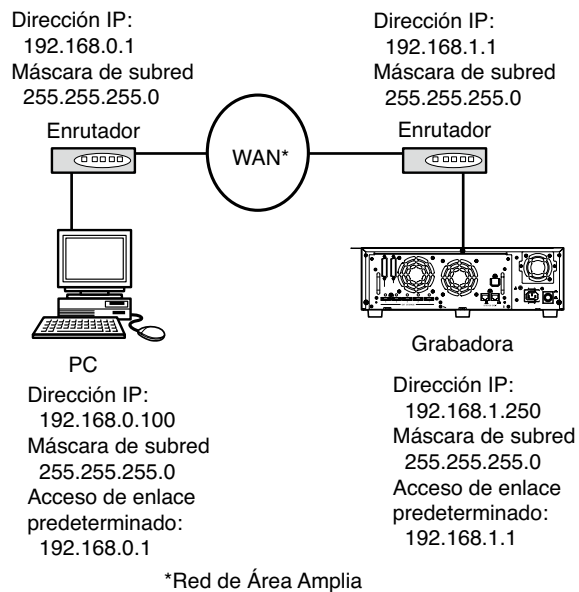 Dirección IP:
192.168.0.1
Máscara de subred
255.255.255.0
Enrutador
Dirección IP:
192.168.1.1
Máscara de subred
255.255.255.0
Enrutador
WAN*
PC
Dirección IP:
192.168.0.100
Máscara de subred
255.255.255.0
Acceso de enlace
predeterminado:
192.168.0.1
Grabadora
Dirección IP:
192.168.1.250
Máscara de subred
255.255.255.0
Acceso de enlace
predeterminado:
192.168.1.1
*Red de Área Amplia